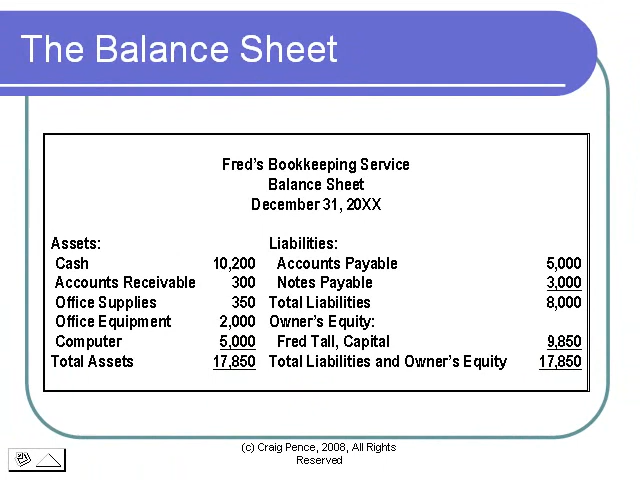 The Balance Sheet
Fred's Bookkeeping Service
Balance Sheet
December 31, 20XX
Assets: Liabilities:
Cash 10,200 Accounts Payable 5,000
Accounts Receivable 300 Notes Payable 3,000
Office Supplies 350 Total Liabilities 8,000
Office Equipment 2,000 Owner's Equity:
Computer 5,000 Fred Tall, Capital 9,850
Total Assets 17,850 Total Liabilities and Owner's Equity 17,850
(c) Craig Pence, 2008, All Rights
Reserved